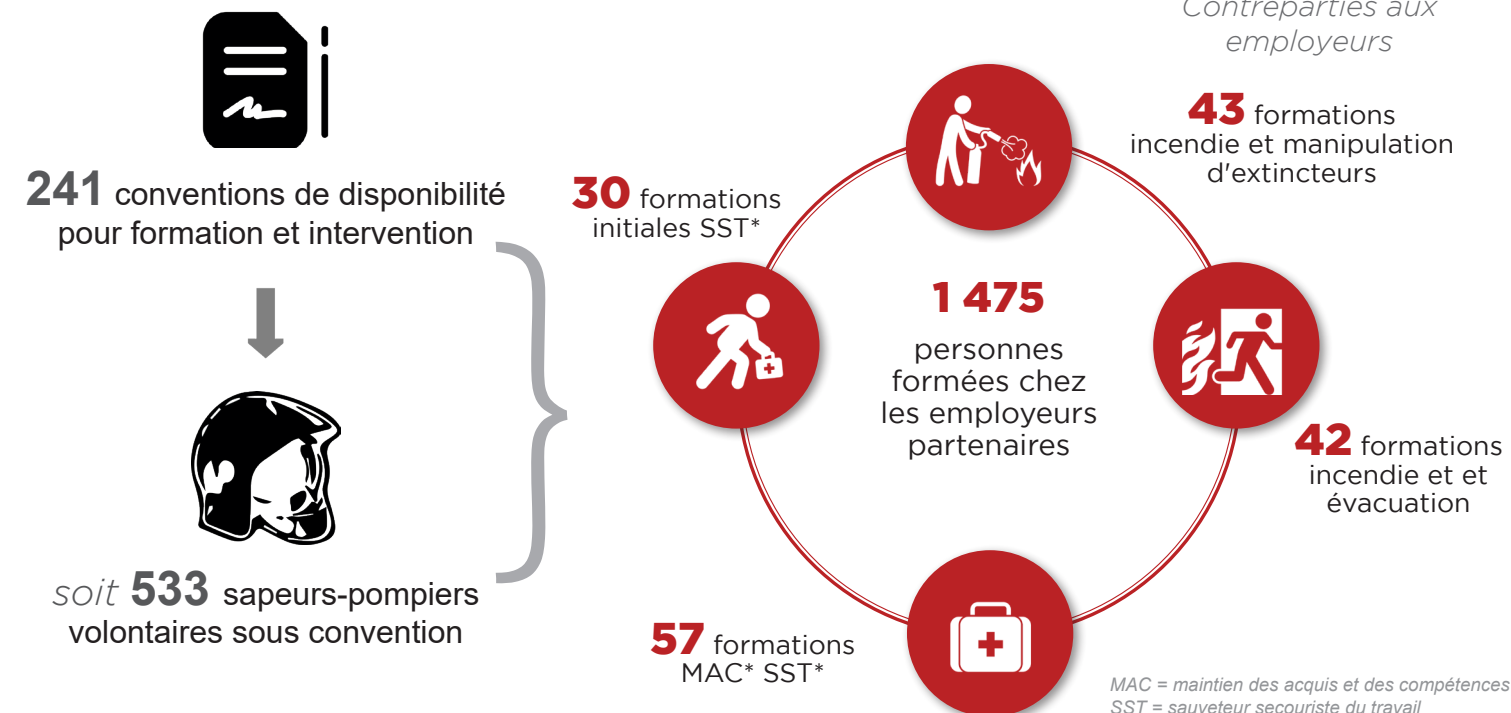 241 conventions de disponibilité
pour formation et intervention
soit 533 sapeurs-pompiers
volontaires sous convention
Contreparties aux
employeurs
43 formations
incendie et manipulation
d'extincteurs
30 formations
initiales SST*
1 475
personnes
formées chez
les employeurs
partenaires
42 formations
incendie et et
évacuation
57 formations
MAC* SST*
MAC = maintien des acquis et des compétences
SST = sauveteur secouriste du travail